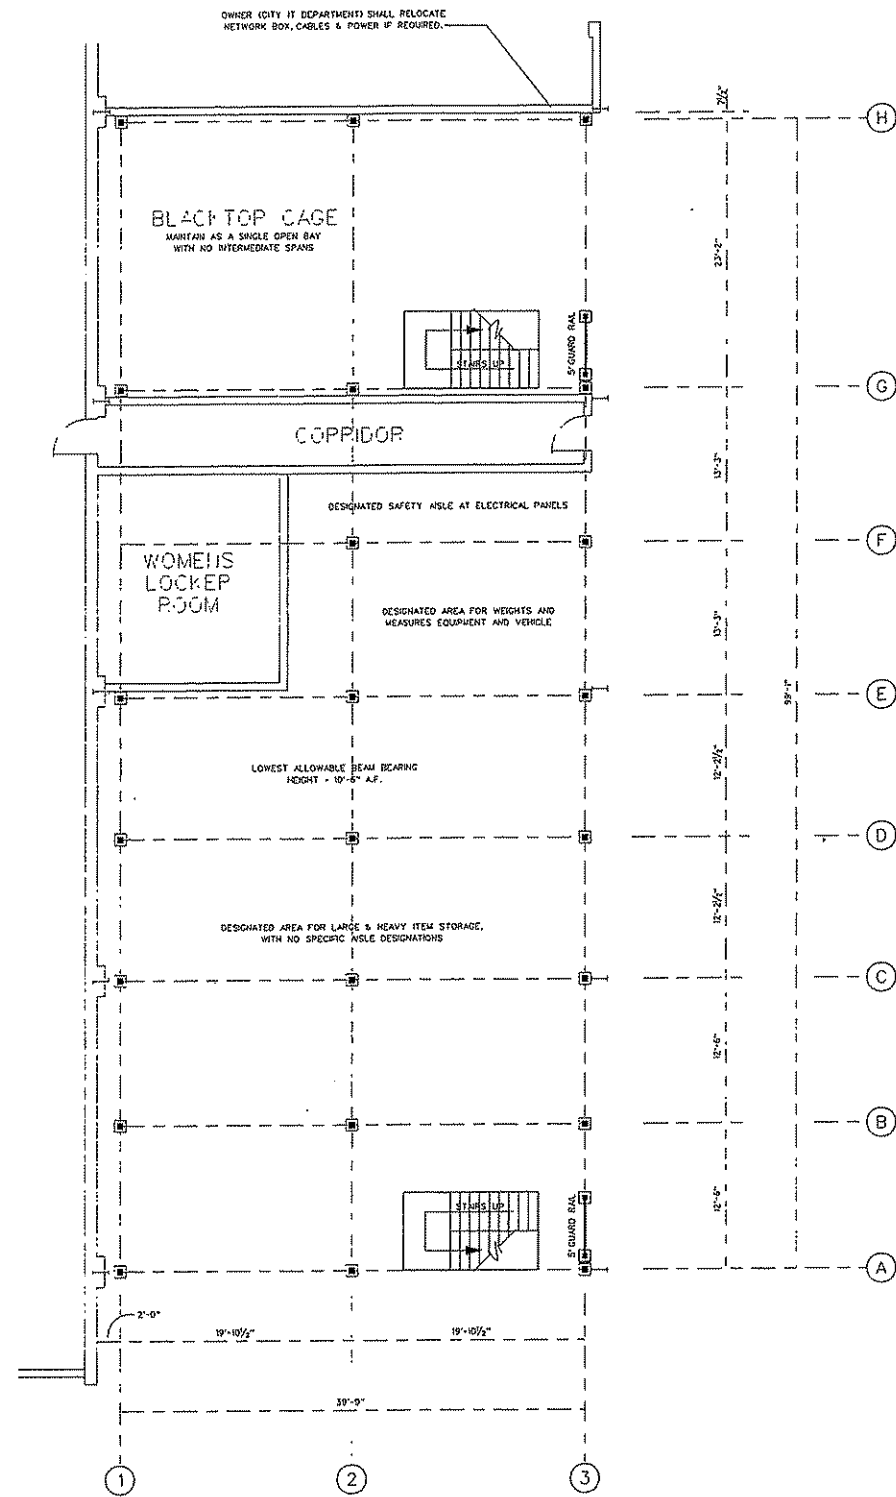 OWNER (CITY IT DEPARTMENT) SHALL RELOCATE
NETWORK BOX, CABLES & POWER IF REQUIRED.
7½"
H
BLACKTOP CAGE
MAINTAIN AS A SINGLE OPEN BAY
WITH NO INTERMEDIATE SPANS
23'-2"
STAIRS UP
5' GUARD RAIL
G
CORRIDOR
13'-3"
DESIGNATED SAFETY AISLE AT ELECTRICAL PANELS
F
WOMENS
LOCKER
ROOM
DESIGNATED AREA FOR WEIGHTS AND
MEASURES EQUIPMENT AND VEHICLE
13'-3"
E
99'-1"
LOWEST ALLOWABLE BEAM BEARING
HEIGHT - 10'-6" A.F.
12'-2½"
D
DESIGNATED AREA FOR LARGE & HEAVY ITEM STORAGE,
WITH NO SPECIFIC AISLE DESIGNATIONS
12'-2½"
C
12'-6"
B
STAIRS UP
5' GUARD RAIL
12'-6"
A
2'-0"
19'-10½"
19'-10½"
39'-9"
1
2
3